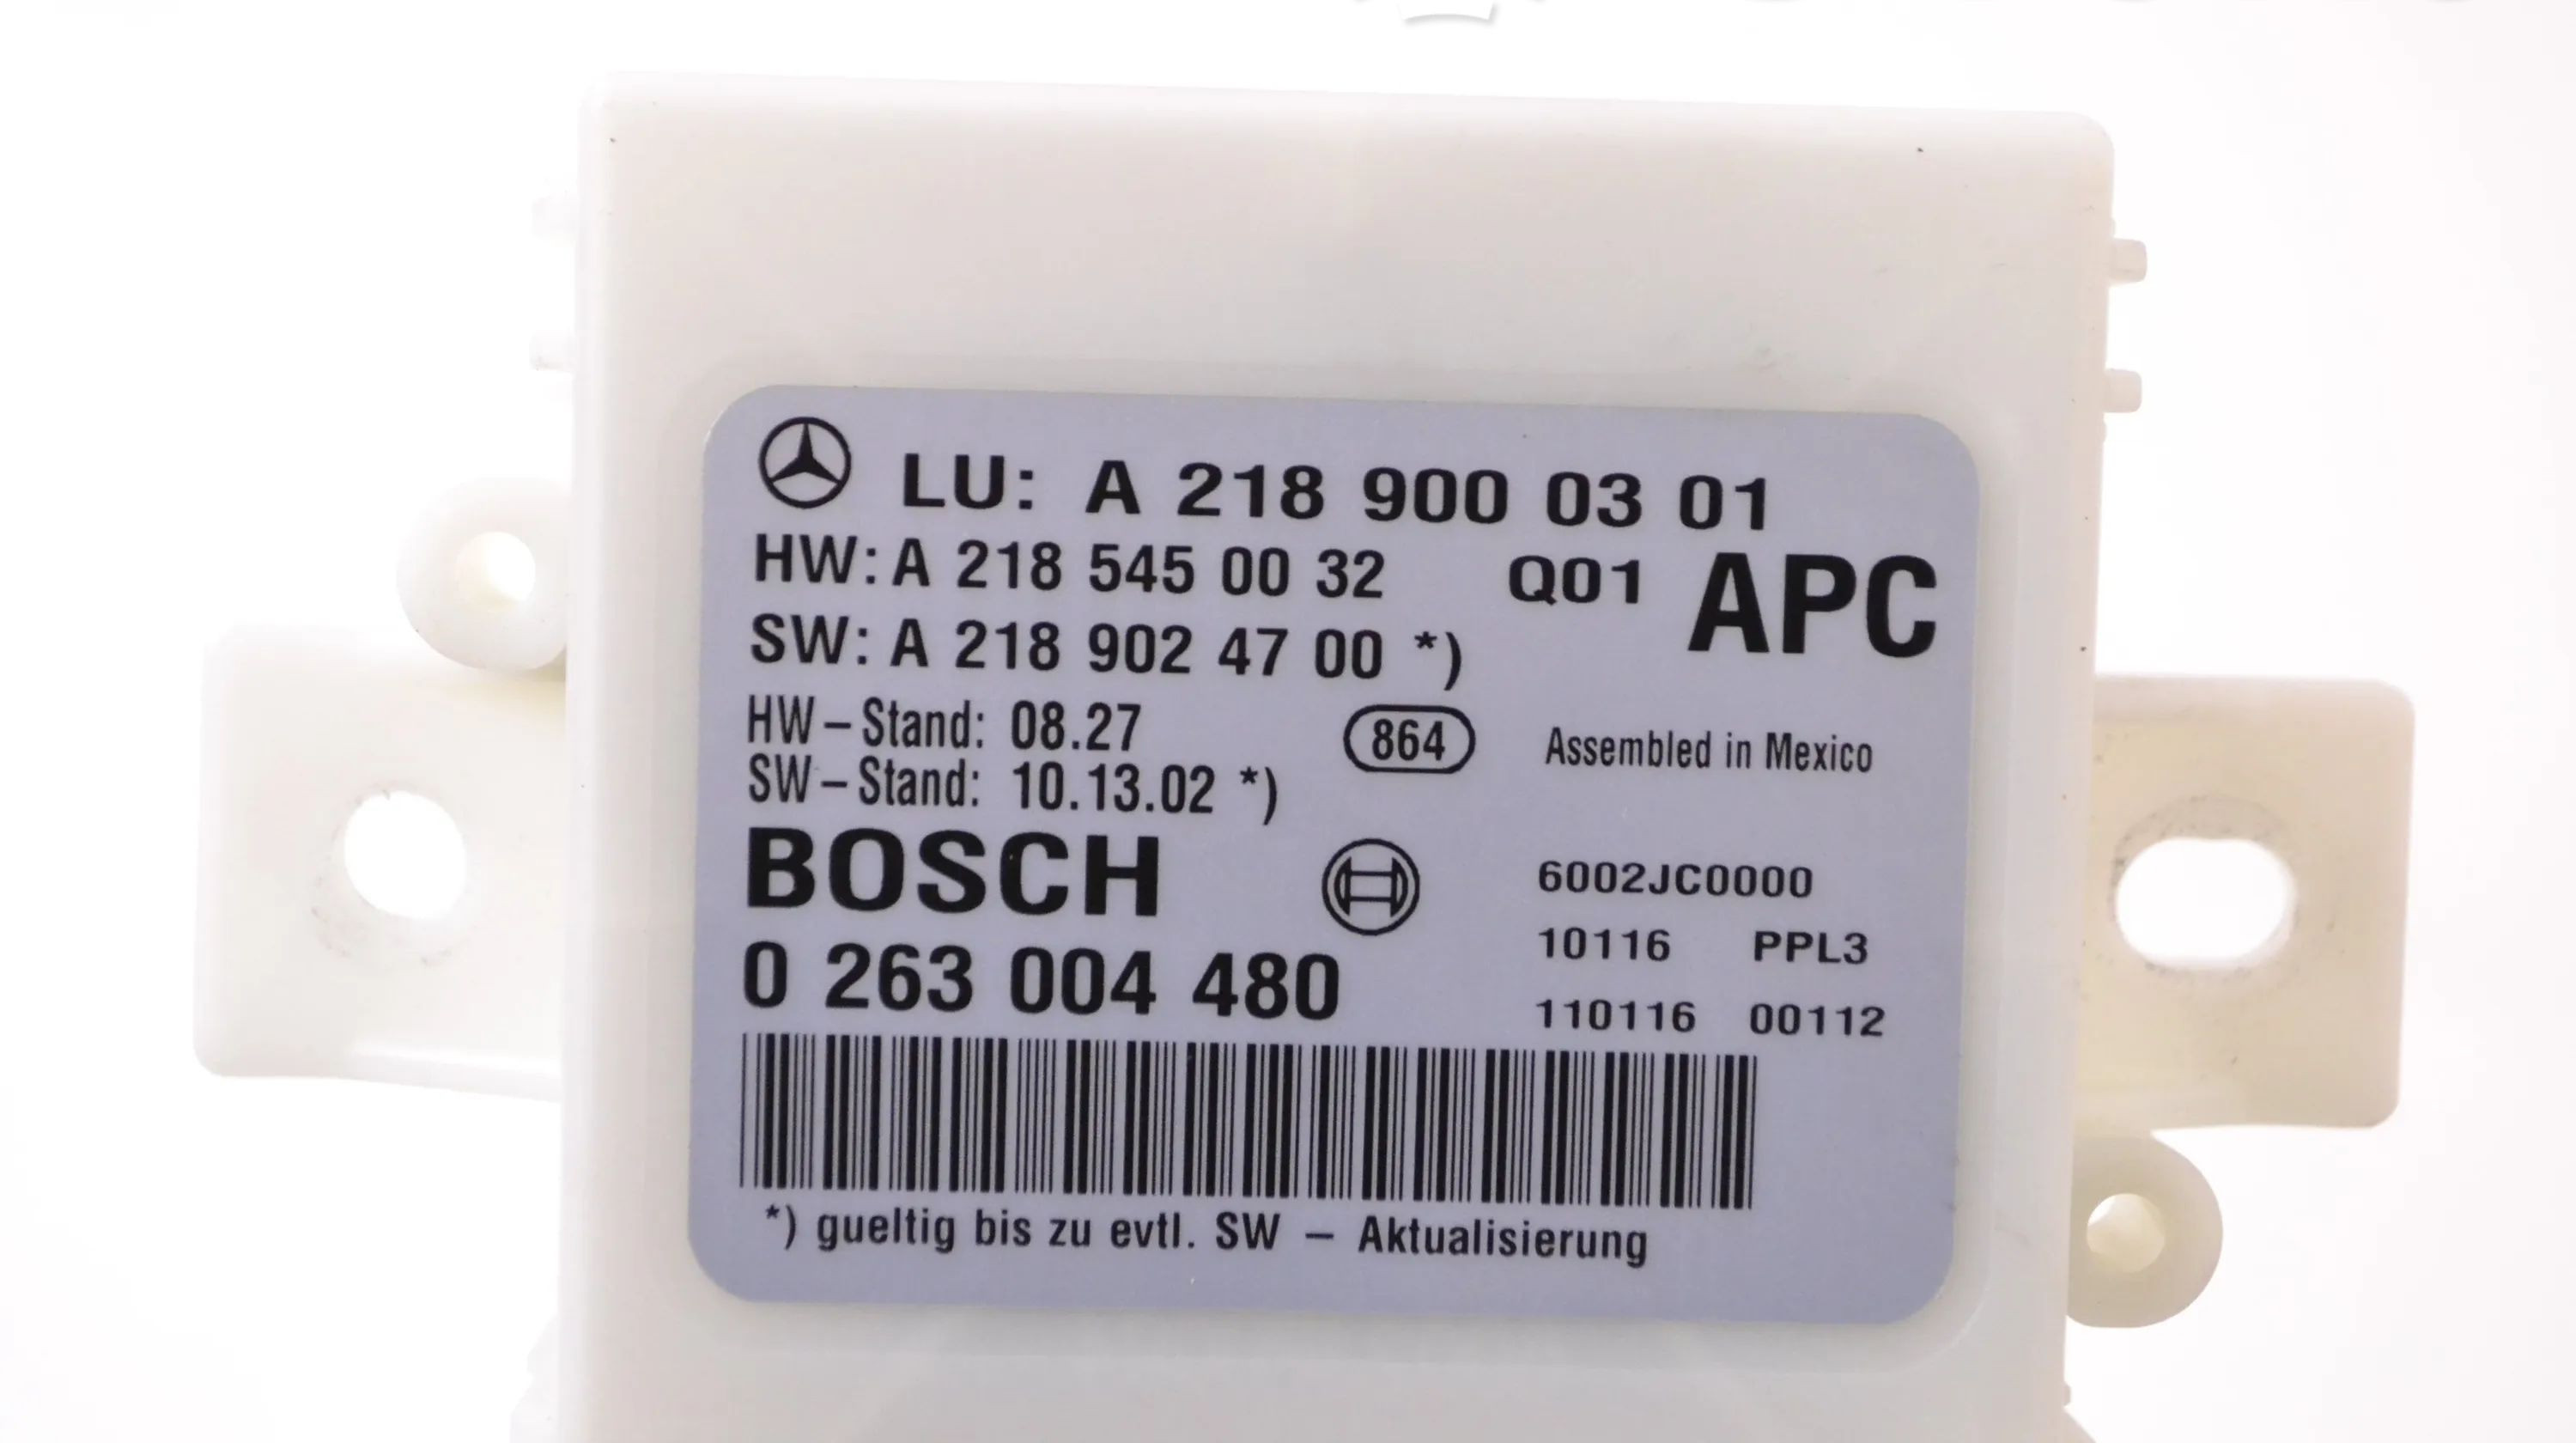 LU: A 218 900 03 01
HW: A 218 545 00 32 Q01 APC
SW: A 218 902 47 00 *)
HW – Stand: 08.27 864 Assembled in Mexico
SW – Stand: 10.13.02 *)
BOSCH 6002JC0000
10116 PPL3
0 263 004 480
110116 00112
*) gueltig bis zu evtl. SW – Aktualisierung